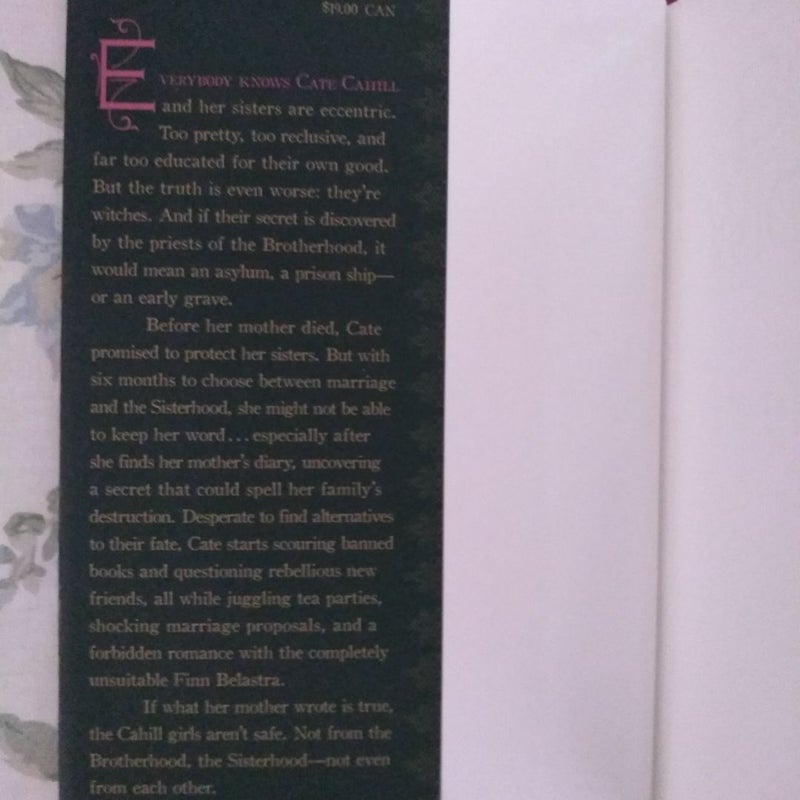 $19.00 CAN
EVERYBODY KNOWS CATE CAHILL
and her sisters are eccentric.
Too pretty, too reclusive, and
far too educated for their own good.
But the truth is even worse: they're
witches. And if their secret is discovered
by the priests of the Brotherhood, it
would mean an asylum, a prison ship—
or an early grave.
Before her mother died, Cate
promised to protect her sisters. But with
six months to choose between marriage
and the Sisterhood, she might not be able
to keep her word...especially after
she finds her mother's diary, uncovering
a secret that could spell her family's
destruction. Desperate to find alternatives
to their fate, Cate starts scouring banned
books and questioning rebellious new
friends, all while juggling tea parties,
shocking marriage proposals, and a
forbidden romance with the completely
unsuitable Finn Belastra.
If what her mother wrote is true,
the Cahill girls aren't safe. Not from the
Brotherhood, the Sisterhood—not even
from each other.